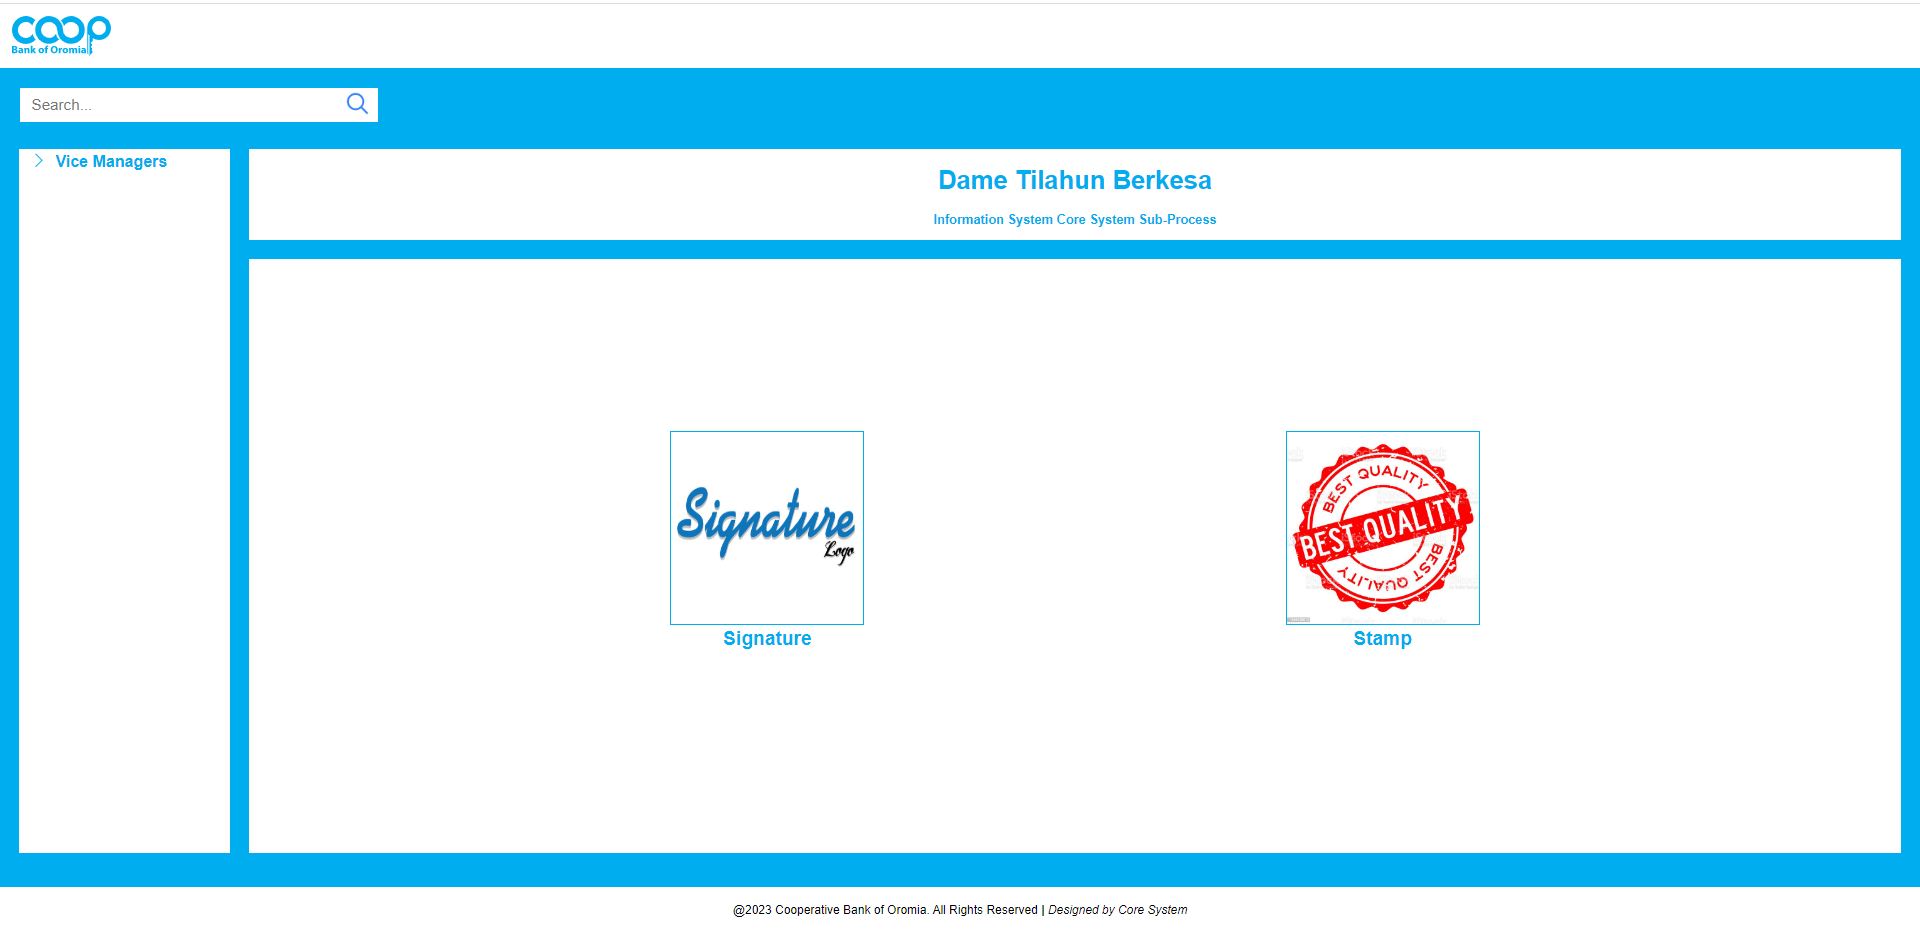 coop
Bank of Oromia
Search...
Vice Managers
Dame Tilahun Berkesa
Information System Core System Sub-Process
Signature
Logo
BEST QUALITY
BEST QUALITY
BEST QUALITY
Signature
Stamp
@2023 Cooperative Bank of Oromia. All Rights Reserved | Designed by Core System